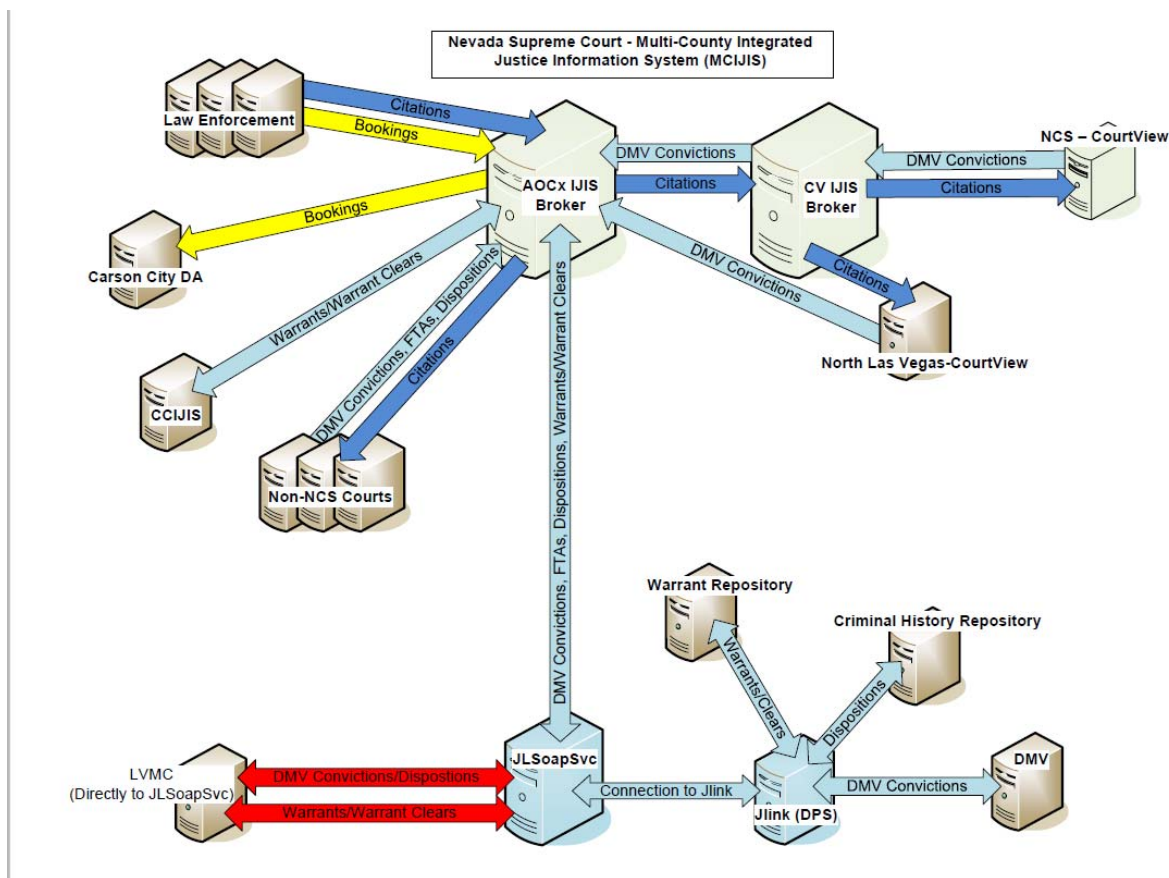 Nevada Supreme Court - Multi-County Integrated
Justice Information System (MCIJIS)
Law Enforcement
Citations
Bookings
AOCx IJIS
Broker
DMV Convictions
Citations
CV IJIS
Broker
NCS – CourtView
DMV Convictions
Citations
Bookings
Carson City DA
DMV Convictions
Citations
North Las Vegas-CourtView
Warrants/Warrant Clears
CCIJIS
DMV Convictions, FTAs, Dispositions
Citations
Non-NCS Courts
DMV Convictions, FTAs, Dispositions, Warrants/Warrant Clears
Warrant Repository
Criminal History Repository
Warrants/Clears
Dispositions
LVMC
(Directly to JLSoapSvc)
DMV Convictions/Dispostions
Warrants/Warrant Clears
JLSoapSvc
Connection to Jlink
Jlink (DPS)
DMV Convictions
DMV